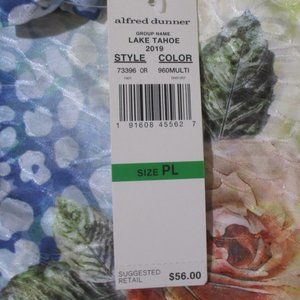 alfred dunner
GROUP NAME
LAKE TAHOE
2019
STYLE COLOR
73396 0R 960MULTI
1 91608 45562 7
SIZE PL
SUGGESTED
RETAIL $56.00